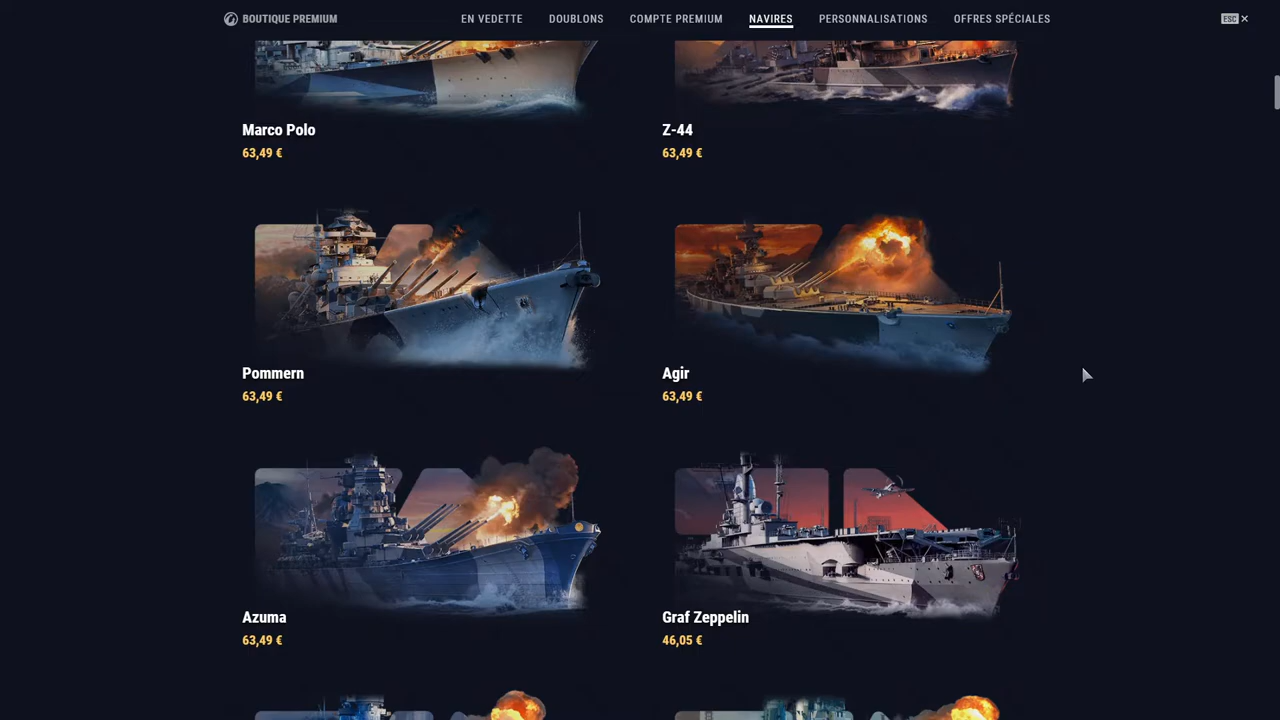 BOUTIQUE PREMIUM
EN VEDETTE
DOUBLONS
COMPTE PREMIUM
NAVIRES
PERSONNALISATIONS
OFFRES SPÉCIALES
ESC ×
Marco Polo
63,49 €
Z-44
63,49 €
Pommern
63,49 €
Agir
63,49 €
Azuma
63,49 €
Graf Zeppelin
46,05 €